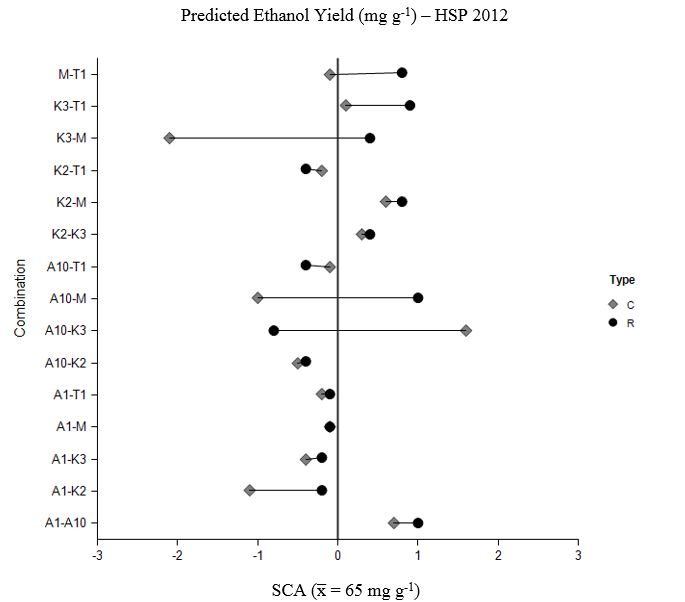 Predicted Ethanol Yield (mg g-1) – HSP 2012
M-T1
K3-T1
K3-M
K2-T1
K2-M
K2-K3
A10-T1
A10-M
A10-K3
A10-K2
A1-T1
A1-M
A1-K3
A1-K2
A1-A10
Combination
-3 -2 -1 0 1 2 3
SCA (x̅ = 65 mg g-1)
Type
C
R